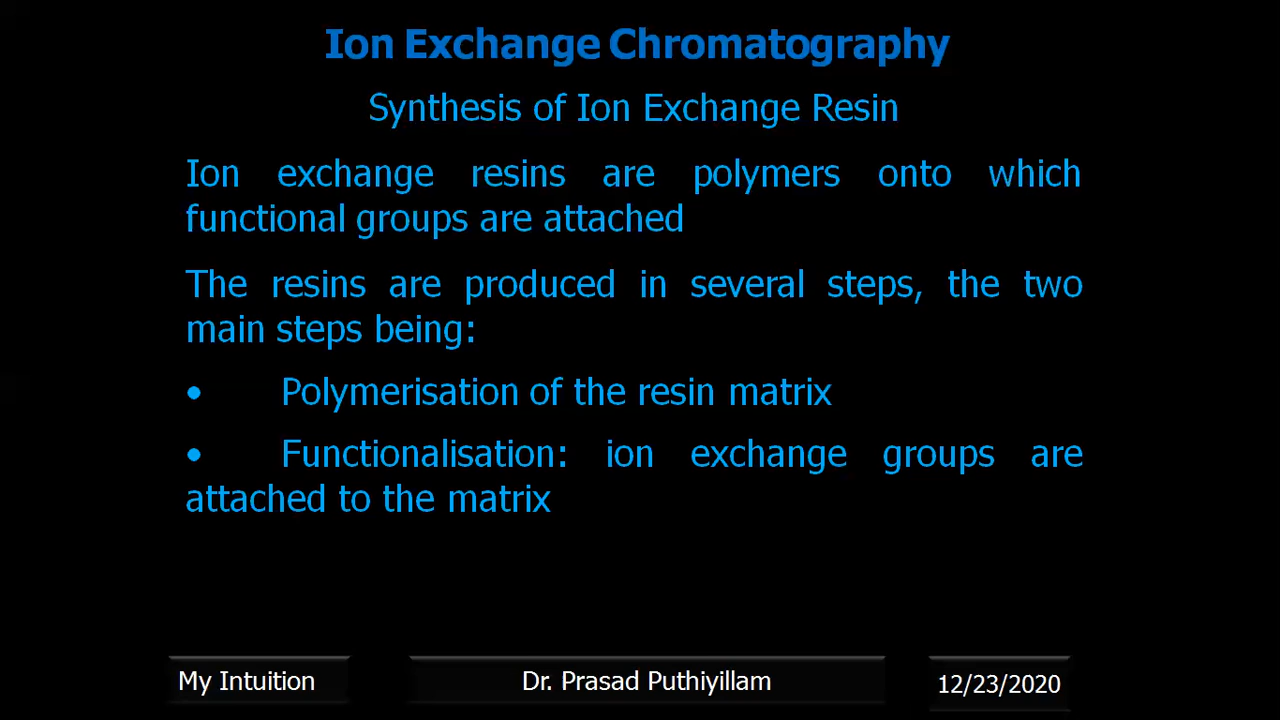 Ion Exchange Chromatography
Synthesis of Ion Exchange Resin
Ion exchange resins are polymers onto which
functional groups are attached
The resins are produced in several steps, the two
main steps being:
• Polymerisation of the resin matrix
• Functionalisation: ion exchange groups are
attached to the matrix
My Intuition
Dr. Prasad Puthiyillam
12/23/2020